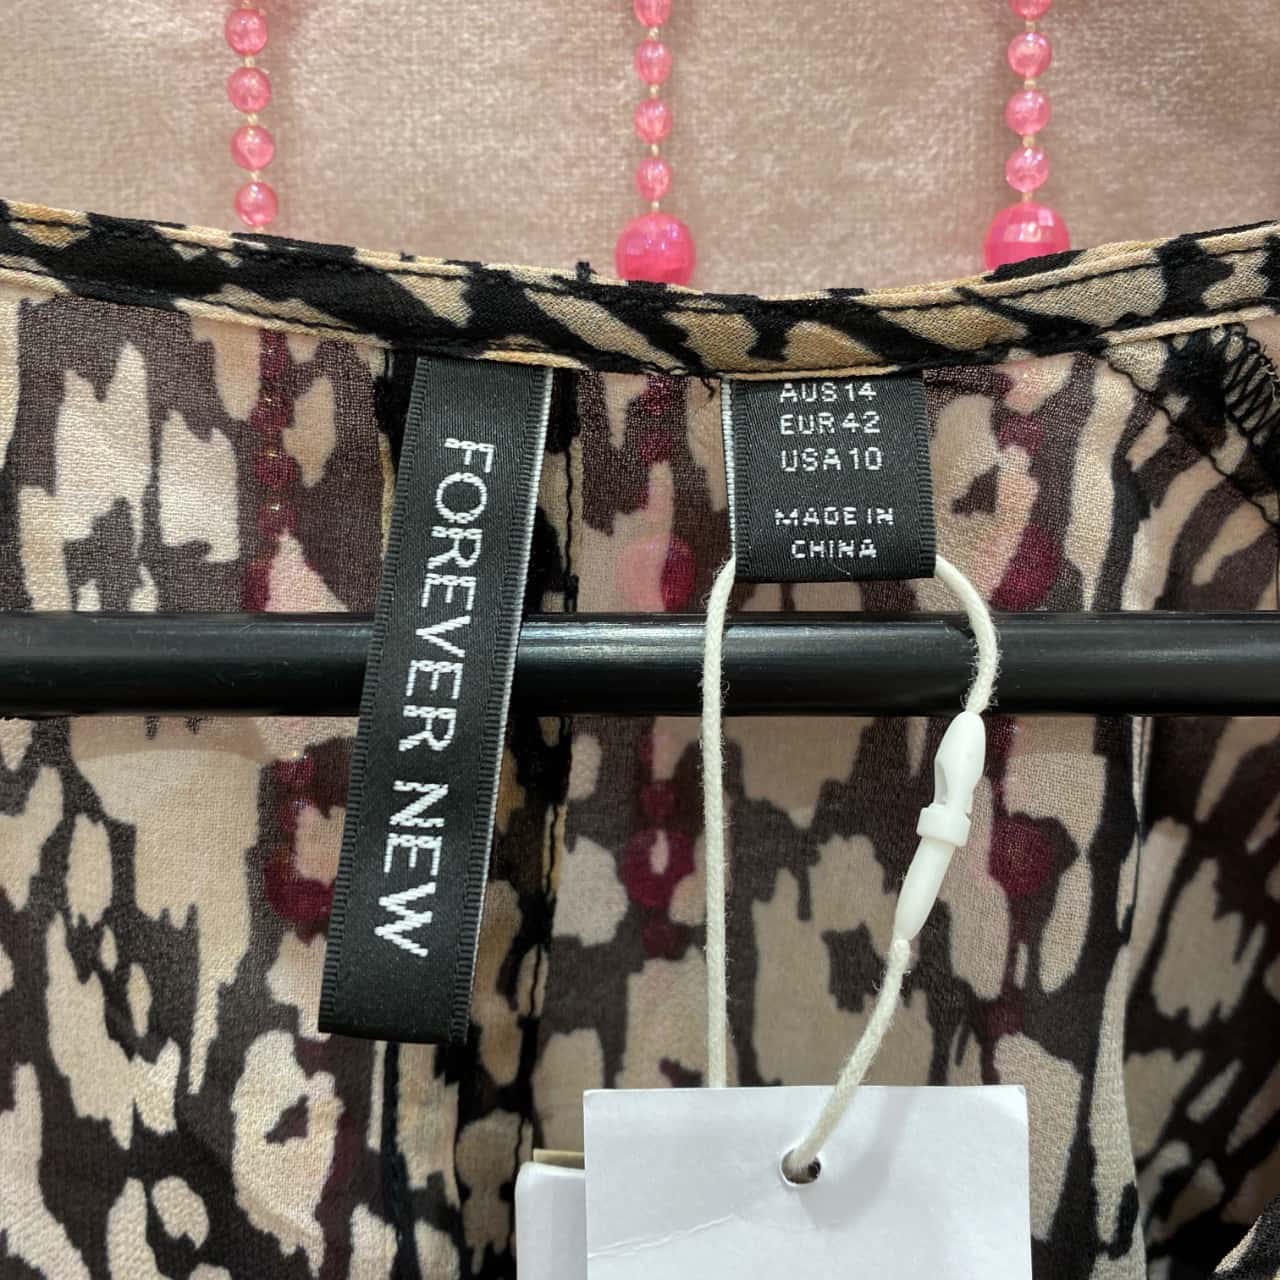 FOREVER NEW
AUS 14
EUR 42
USA 10
MADE IN
CHINA